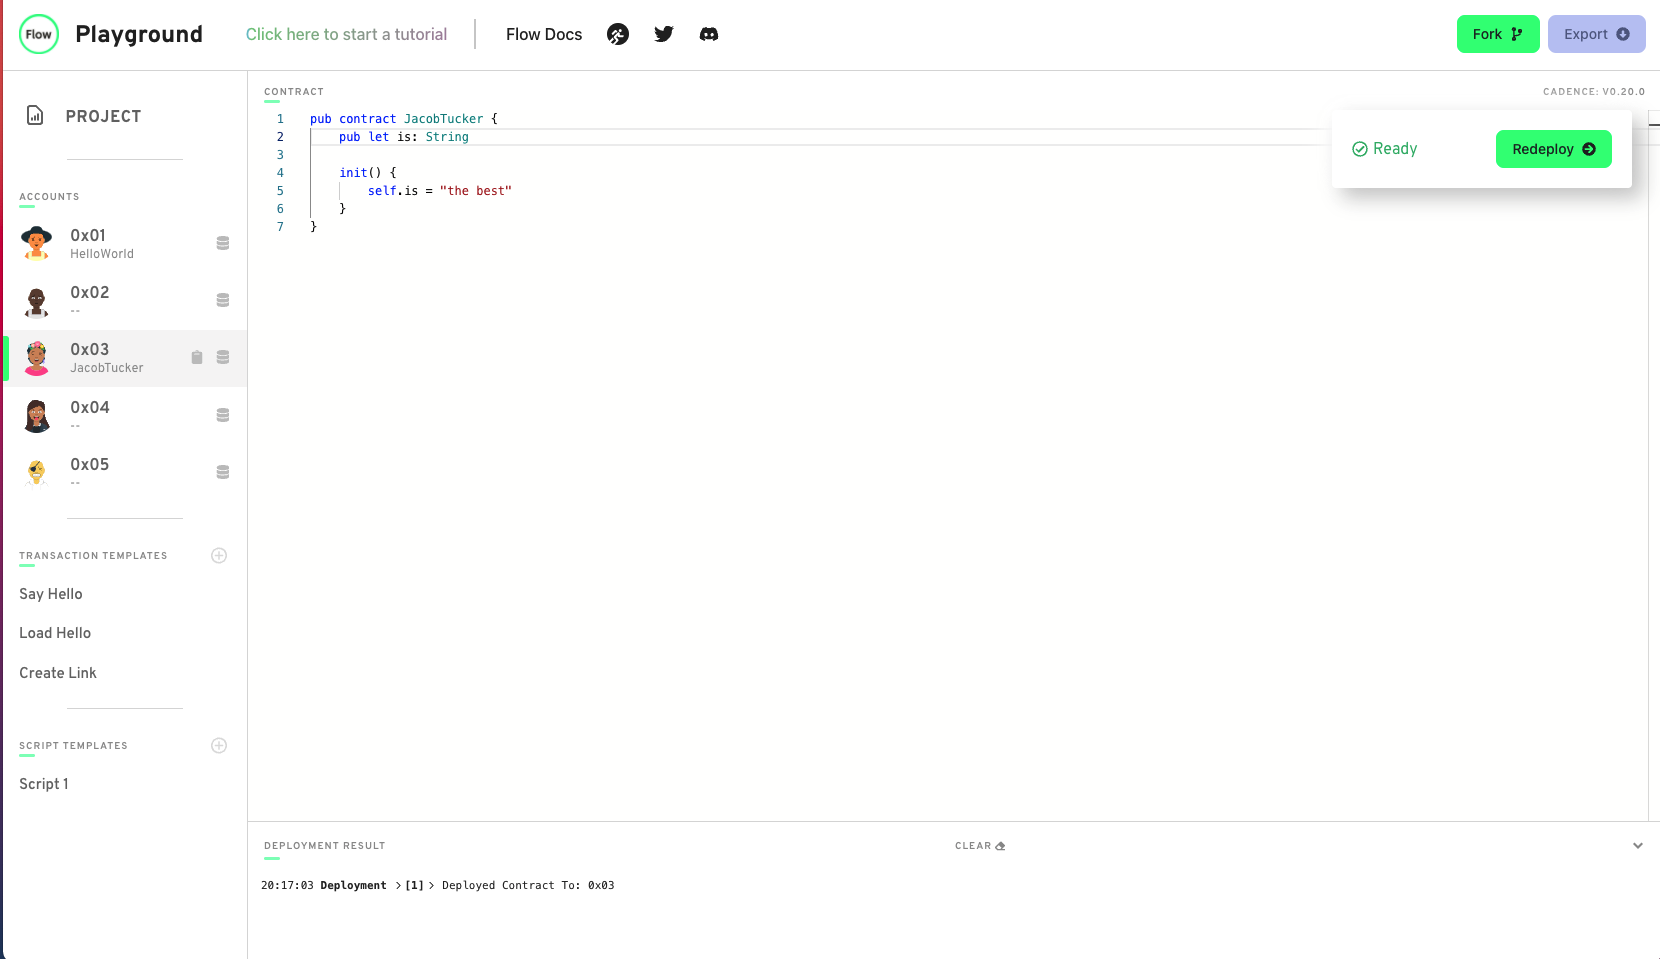 Flow Playground Click here to start a tutorial Flow Docs Fork Export
PROJECT
ACCOUNTS
0x01
HelloWorld
0x02
--
0x03
JacobTucker
0x04
--
0x05
--
TRANSACTION TEMPLATES
Say Hello
Load Hello
Create Link
SCRIPT TEMPLATES
Script 1
CONTRACT CADENCE: V0.20.0
1 pub contract JacobTucker {
2 pub let is: String
3
4 init() {
5 self.is = "the best"
6 }
7 }
Ready Redeploy
DEPLOYMENT RESULT CLEAR
20:17:03 Deployment > [1] > Deployed Contract To: 0x03